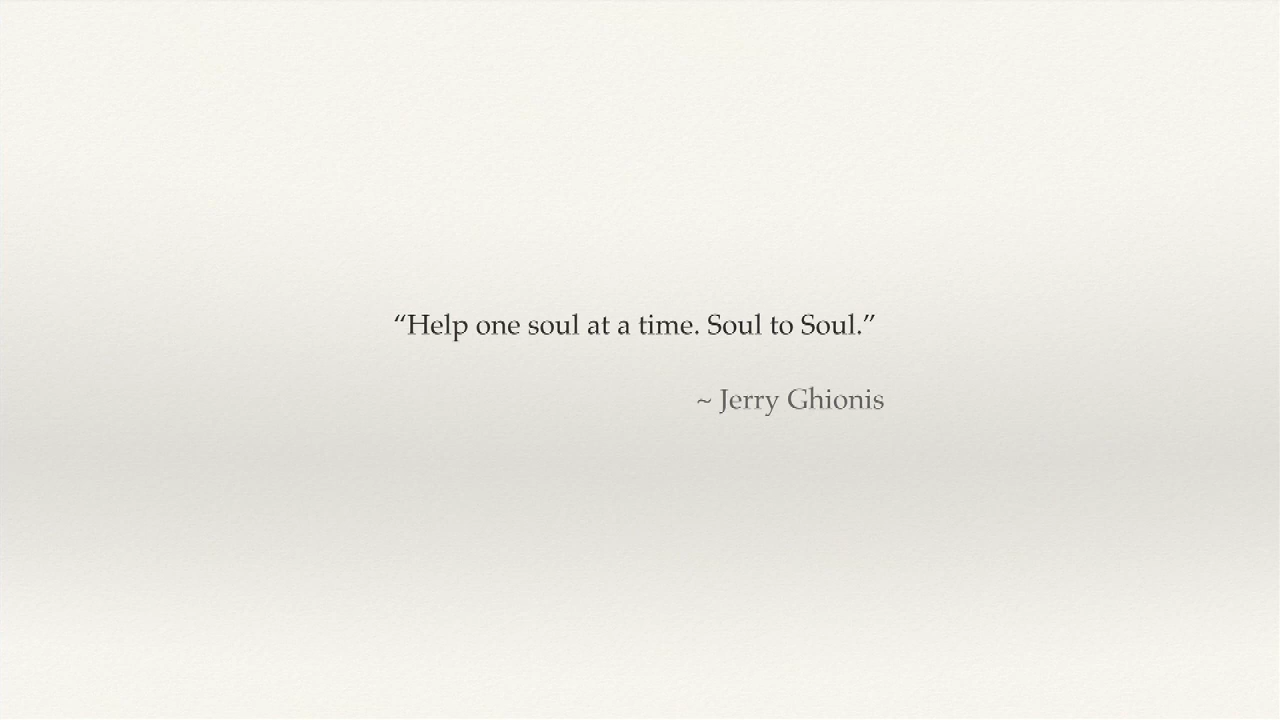 “Help one soul at a time. Soul to Soul.”
~ Jerry Ghionis